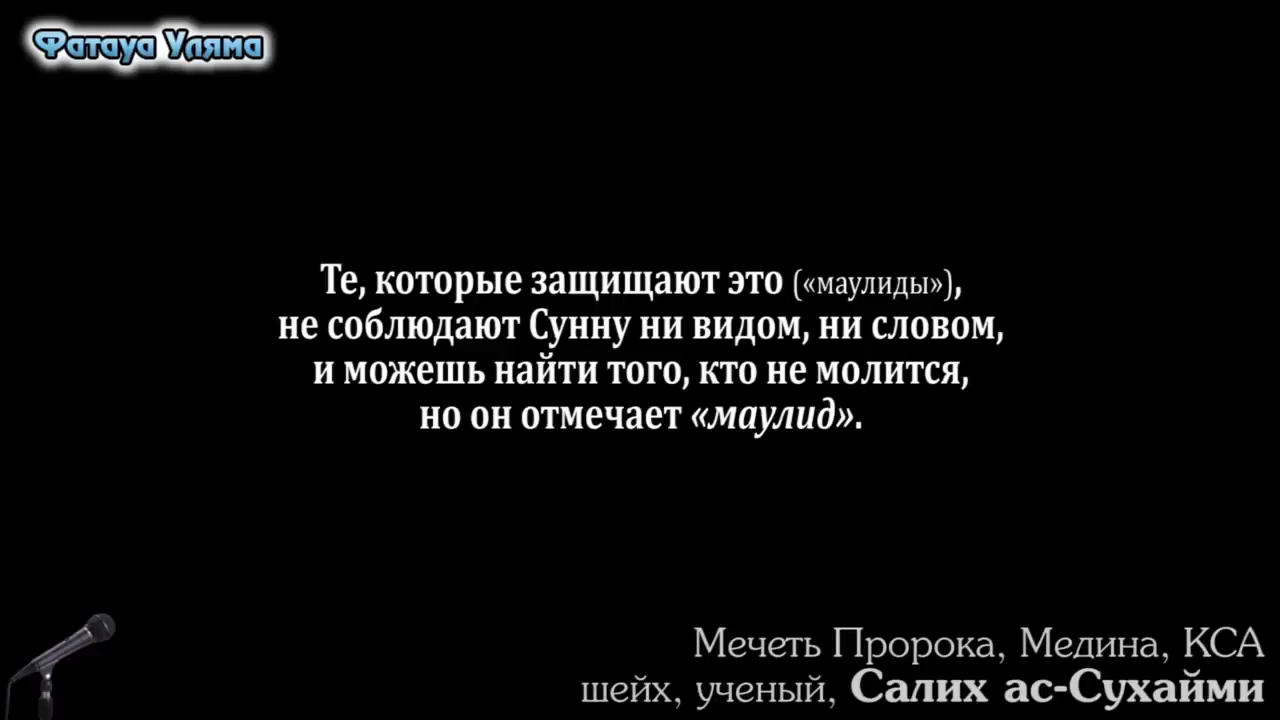 Фатауа Уляма
Те, которые защищают это («маулиды»),
не соблюдают Сунну ни видом, ни словом,
и можешь найти того, кто не молится,
но он отмечает «маулид».
Мечеть Пророка, Медина, КСА
шейх, ученый, Салих ас-Сухайми